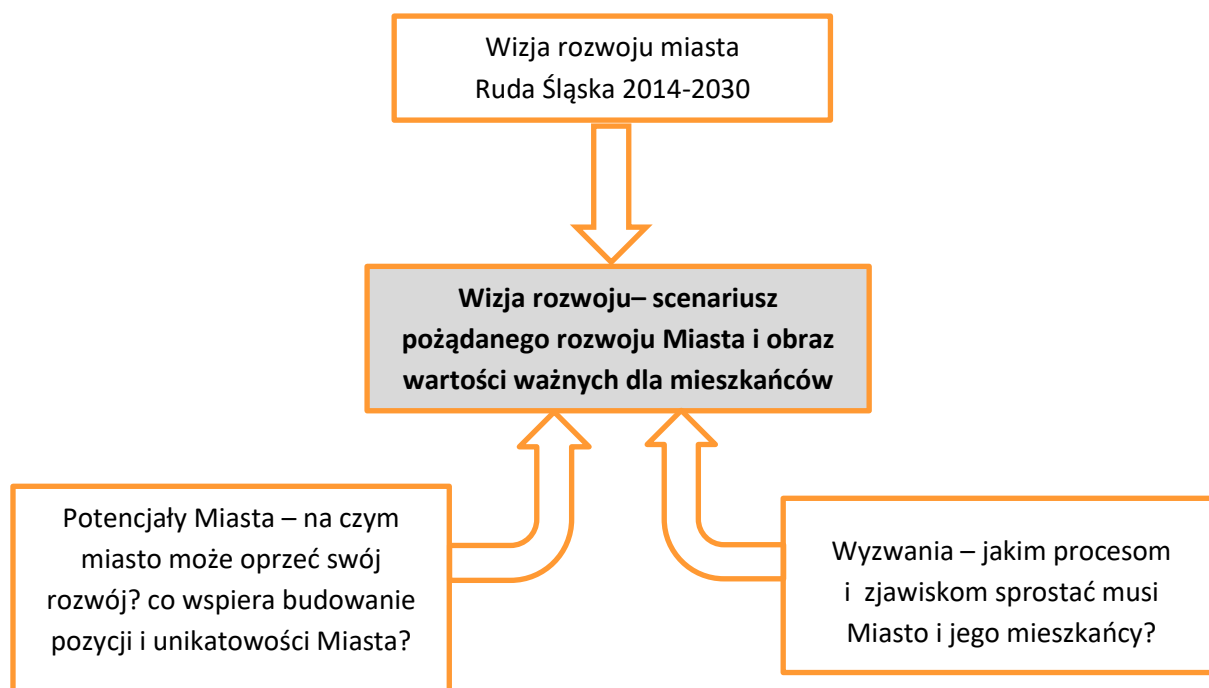 Wizja rozwoju miasta
Ruda Śląska 2014-2030
Wizja rozwoju– scenariusz
pożądanego rozwoju Miasta i obraz
wartości ważnych dla mieszkańców
Potencjały Miasta – na czym
miasto może oprzeć swój
rozwój? co wspiera budowanie
pozycji i unikatowości Miasta?
Wyzwania – jakim procesom
i zjawiskom sprostać musi
Miasto i jego mieszkańcy?